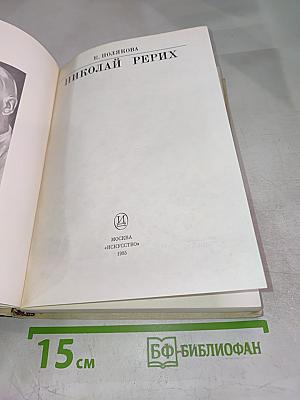 Е. ПОЛЯКОВА
НИКОЛАЙ РЕРИХ
И
МОСКВА
«ИСКУССТВО»
1985
15 см
БФ-БИБЛИОФАН